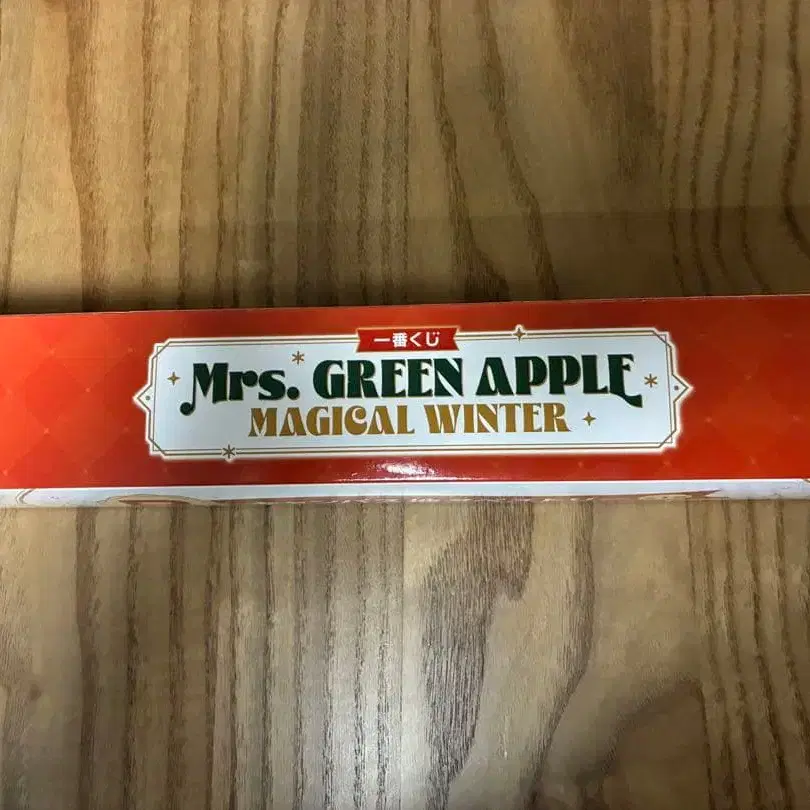 一番くじ
Mrs. GREEN APPLE
MAGICAL WINTER